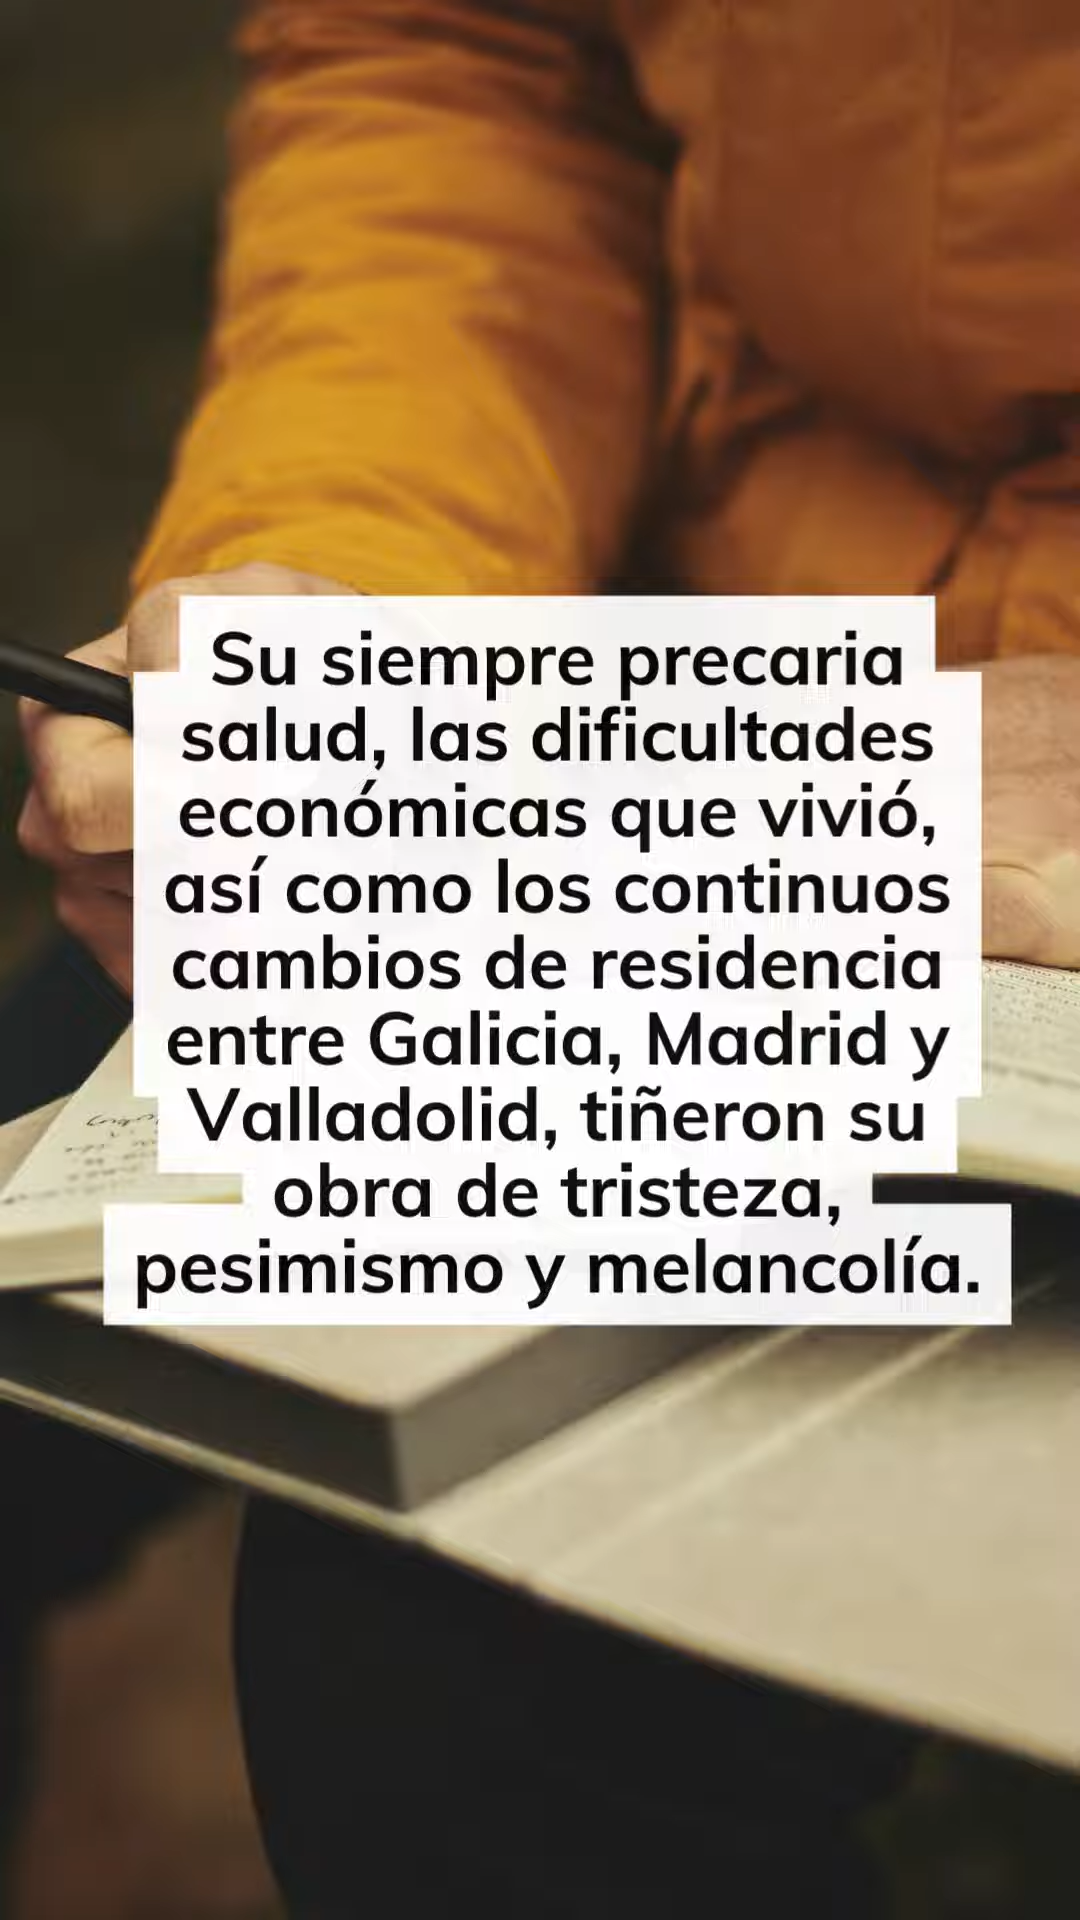 Su siempre precaria
salud, las dificultades
económicas que vivió,
así como los continuos
cambios de residencia
entre Galicia, Madrid y
Valladolid, tiñeron su
obra de tristeza,
pesimismo y melancolía.